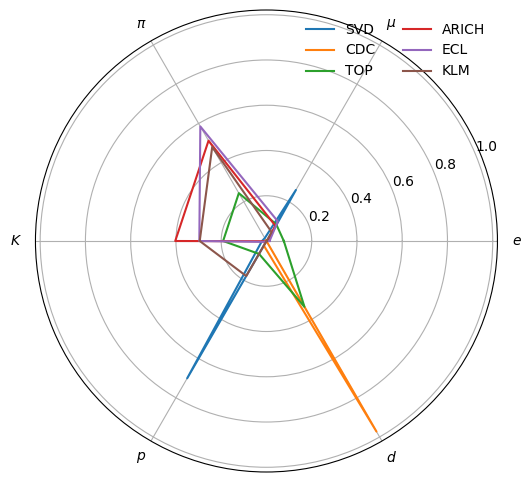 π μ
SVD ARICH
CDC ECL
TOP KLM
1.0
0.8
0.6
0.4
0.2
K e
p d